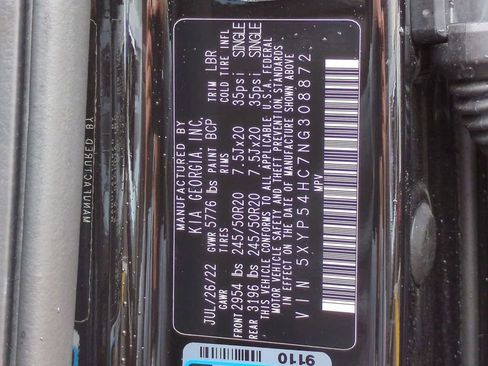 MANUFACTURED BY
KIA GEORGIA, INC.
JUL/26/22 GVWR 5776 lbs PAINT BCP TRIM LBR
GAWR TIRES RIMS COLD TIRE INFL
FRONT 2954 lbs 245/50R20 7.5Jx20 35psi SINGLE
REAR 3196 lbs 245/50R20 7.5Jx20 35psi SINGLE
THIS VEHICLE CONFORMS TO ALL APPLICABLE U.S.A. FEDERAL
MOTOR VEHICLE SAFETY AND THEFT PREVENTION STANDARDS
IN EFFECT ON THE DATE OF MANUFACTURE SHOWN ABOVE
VIN 5XYP54HC7NG308872
MPV
9110
MANUFACTURED BY